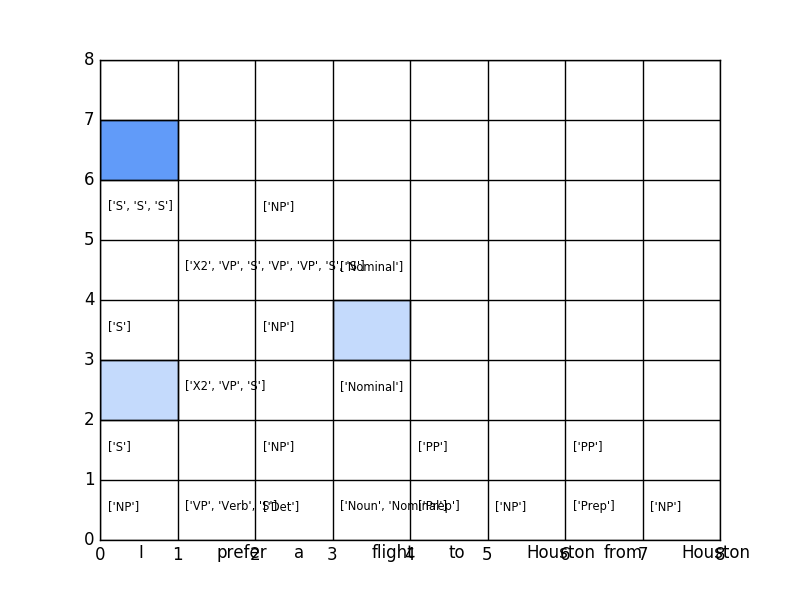 8
7
6
['S', 'S', 'S'] ['NP']
5
['X2', 'VP', 'S', 'VP', 'VP', 'S', 'S'] ['Nominal']
4
['S'] ['NP']
3
['X2', 'VP', 'S'] ['Nominal']
2
['S'] ['NP'] ['PP'] ['PP']
1
['NP'] ['VP', 'Verb', 'S'] ['Det'] ['Noun', 'Nominal'] ['Prep'] ['NP'] ['Prep'] ['NP']
0
0 1 2 3 4 5 6 7 8
I prefer a flight to Houston from Houston